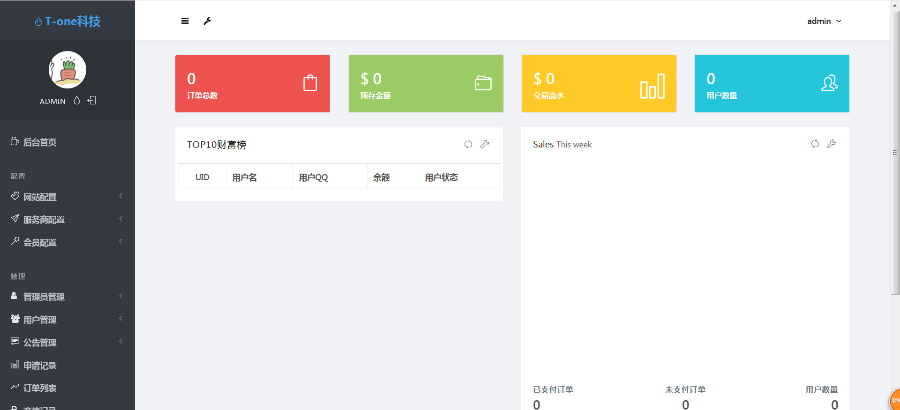 T-one科技
admin
ADMIN
后台首页
配置
网站配置
服务商配置
会员配置
管理
管理员管理
用户管理
公告管理
申请记录
订单列表
0
订单总数
$ 0
预存金额
$ 0
交易流水
0
用户数量
TOP10财富榜
UID 用户名 用户QQ 余额 用户状态
Sales This week
已支付订单 未支付订单 用户数量
0 0 0